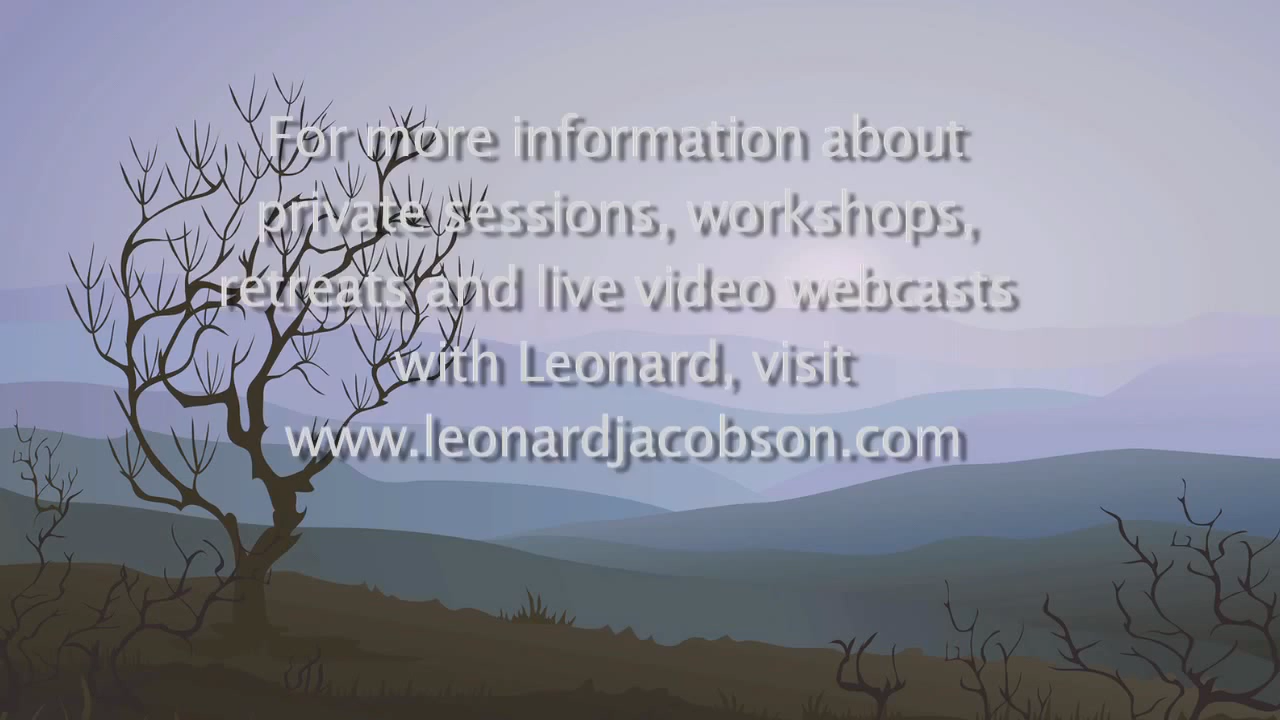 For more information about
private sessions, workshops,
retreats and live video webcasts
with Leonard, visit
www.leonardjacobson.com